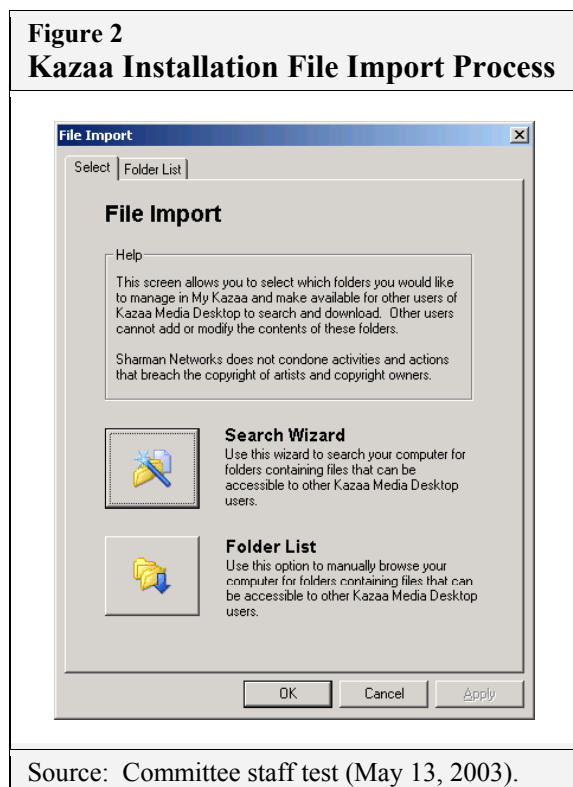 Figure 2
Kazaa Installation File Import Process
File Import
Select
Folder List
File Import
Help
This screen allows you to select which folders you would like
to manage in My Kazaa and make available for other users of
Kazaa Media Desktop to search and download. Other users
cannot add or modify the contents of these folders.
Sharman Networks does not condone activities and actions
that breach the copyright of artists and copyright owners.
Search Wizard
Use this wizard to search your computer for
folders containing files that can be
accessible to other Kazaa Media Desktop
users.
Folder List
Use this option to manually browse your
computer for folders containing files that can
be accessible to other Kazaa Media Desktop
users.
OK
Cancel
Apply
Source: Committee staff test (May 13, 2003).